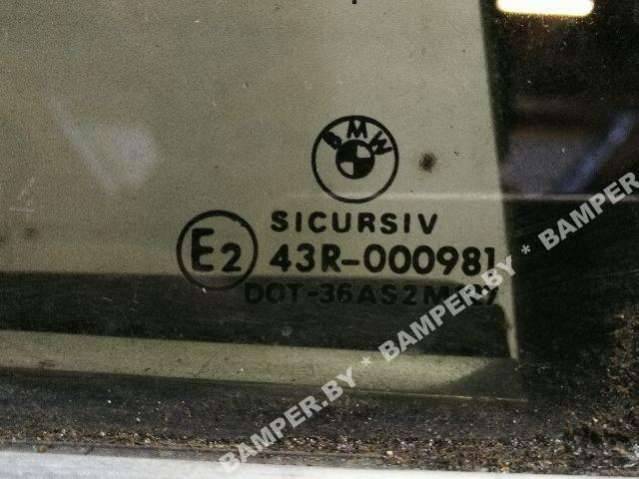 BMW
SICURSIV
E2 43R-000981
DOT-36 AS2
BAMPER.BY * BAMPER.BY * BAMPER